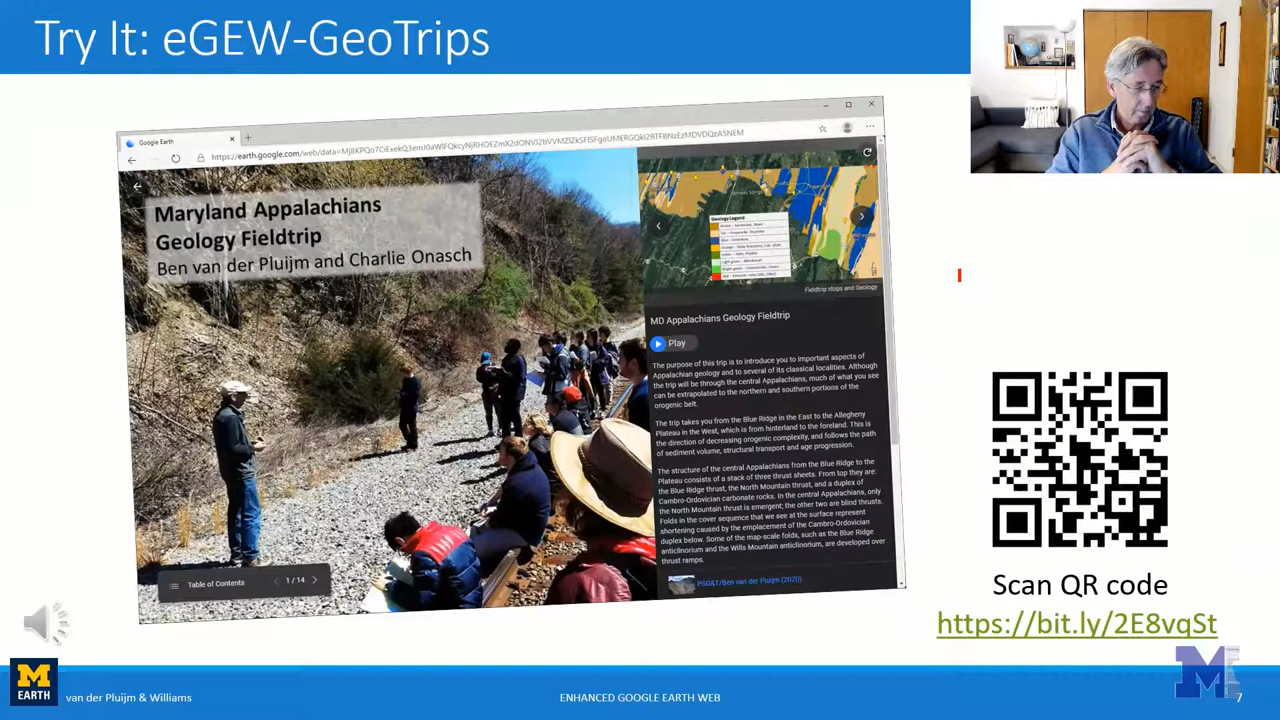 Try It: eGEW-GeoTrips
Google Earth
Maryland Appalachians
Geology Fieldtrip
Ben van der Pluijm and Charlie Onasch
Geology Legend
Fieldtrip stops and Geology
MD Appalachians Geology Fieldtrip
Play
The purpose of this trip is to introduce you to important aspects of
Appalachian geology and to several of its classical localities. Although
the trip will be through the central Appalachians, much of what you see
can be extrapolated to the northern and southern portions of the
orogenic belt.
The trip takes you from the Blue Ridge in the East to the Allegheny
Plateau in the West, which is from hinterland to the foreland. This is
the direction of decreasing orogenic complexity, and follows the path
of sediment volume, structural transport and age progression.
The structure of the central Appalachians from the Blue Ridge to the
Plateau consists of a stack of three thrust sheets. From top they are:
the Blue Ridge thrust, the North Mountain thrust, and a duplex of
Cambro-Ordovician carbonate rocks. In the central Appalachians, only
the North Mountain thrust is emergent; the other two are blind thrusts.
Folds in the cover sequence that we see at the surface represent
shortening caused by the emplacement of the Cambro-Ordovician
duplex below. Some of the map-scale folds, such as the Blue Ridge
anticlinorium and the Wills Mountain anticlinorium, are developed over
thrust ramps.
PSG&T/Ben van der Pluijm (2020)
Table of Contents
1 / 14
Scan QR code
https://bit.ly/2E8vqSt
M
EARTH
van der Pluijm & Williams
ENHANCED GOOGLE EARTH WEB
7